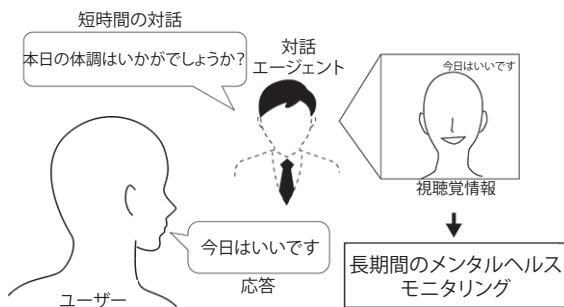 短時間の対話
本日の体調はいかがでしょうか？
対話
エージェント
今日はいいです
視聴覚情報
今日はいいです
応答
ユーザー
長期間のメンタルヘルス
モニタリング